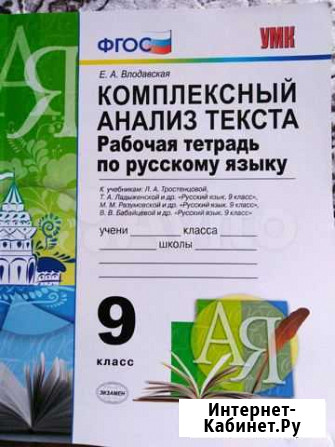 ФГОС
УМК
Е. А. Влодавская
КОМПЛЕКСНЫЙ
АНАЛИЗ ТЕКСТА
Рабочая тетрадь
по русскому языку
К учебникам: Л. А. Тростенцовой,
Т. А. Ладыженской и др. «Русский язык. 9 класс»,
М. М. Разумовской и др. «Русский язык. 9 класс»,
В. В. Бабайцевой и др. «Русский язык. 9 класс»
учени класса
школы
9
класс
АЯ
АЯ
ЭКЗАМЕН
Интернет-
Кабинет.Ру